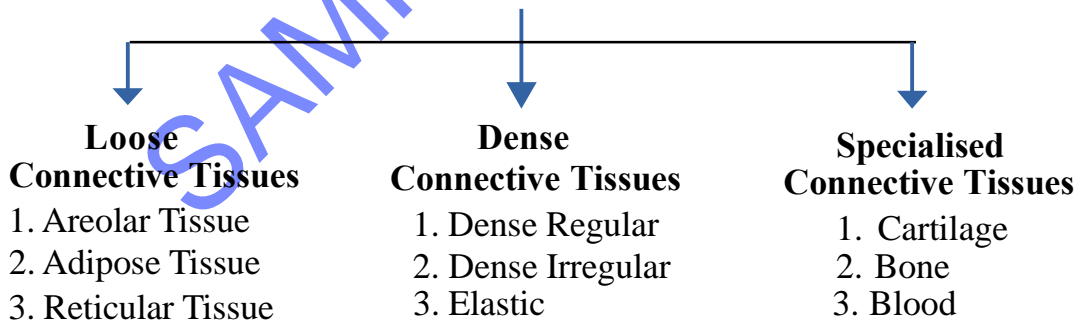 Loose
Connective Tissues
1. Areolar Tissue
2. Adipose Tissue
3. Reticular Tissue
Dense
Connective Tissues
1. Dense Regular
2. Dense Irregular
3. Elastic
Specialised
Connective Tissues
1. Cartilage
2. Bone
3. Blood